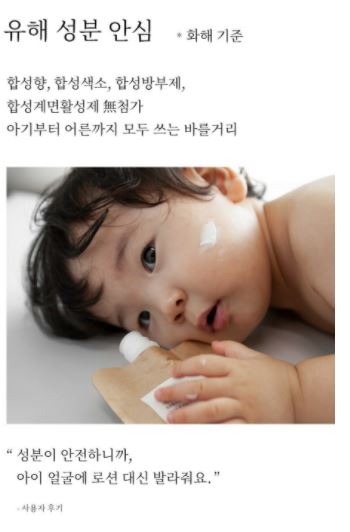 유해 성분 안심 * 화해 기준
합성향, 합성색소, 합성방부제,
합성계면활성제 無첨가
아기부터 어른까지 모두 쓰는 바를거리
“ 성분이 안전하니까,
아이 얼굴에 로션 대신 발라줘요. ”
- 사용자 후기